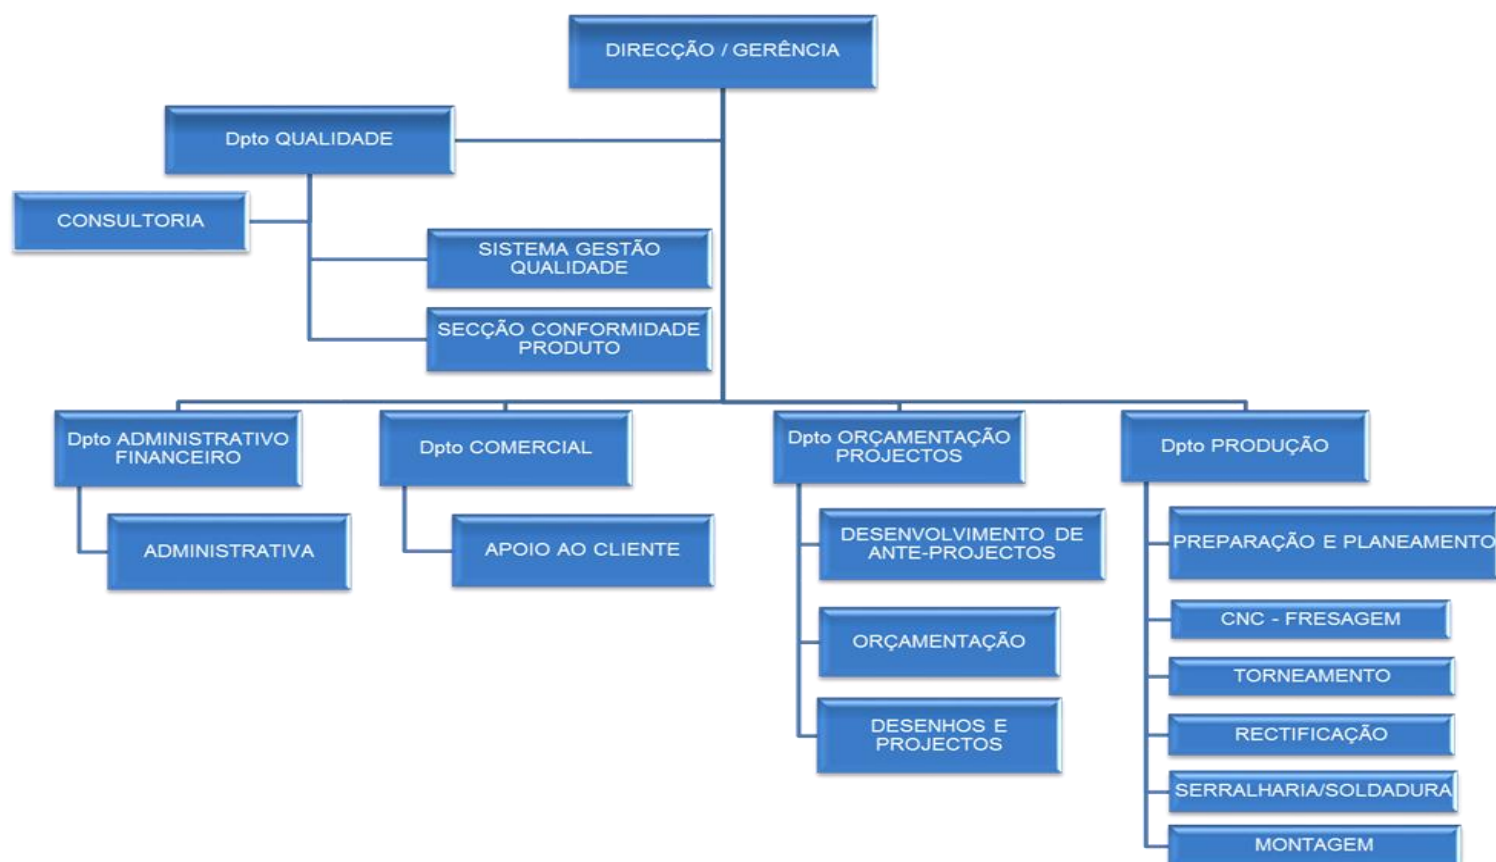 DIRECÇÃO / GERÊNCIA
Dpto QUALIDADE
CONSULTORIA
SISTEMA GESTÃO
QUALIDADE
SECÇÃO CONFORMIDADE
PRODUTO
Dpto ADMINISTRATIVO
FINANCEIRO
ADMINISTRATIVA
Dpto COMERCIAL
APOIO AO CLIENTE
Dpto ORÇAMENTAÇÃO
PROJECTOS
DESENVOLVIMENTO DE
ANTE-PROJECTOS
ORÇAMENTAÇÃO
DESENHOS E
PROJECTOS
Dpto PRODUÇÃO
PREPARAÇÃO E PLANEAMENTO
CNC - FRESAGEM
TORNEAMENTO
RECTIFICAÇÃO
SERRALHARIA/SOLDADURA
MONTAGEM